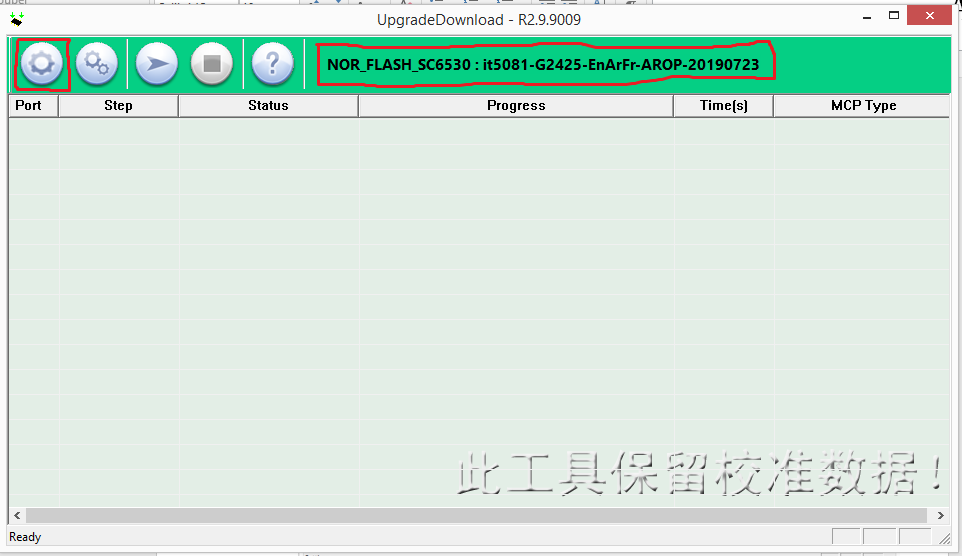 UpgradeDownload - R2.9.9009
NOR_FLASH_SC6530 : it5081-G2425-EnArFr-AROP-20190723
Port Step Status Progress Time(s) MCP Type
此工具保留校准数据！
Ready